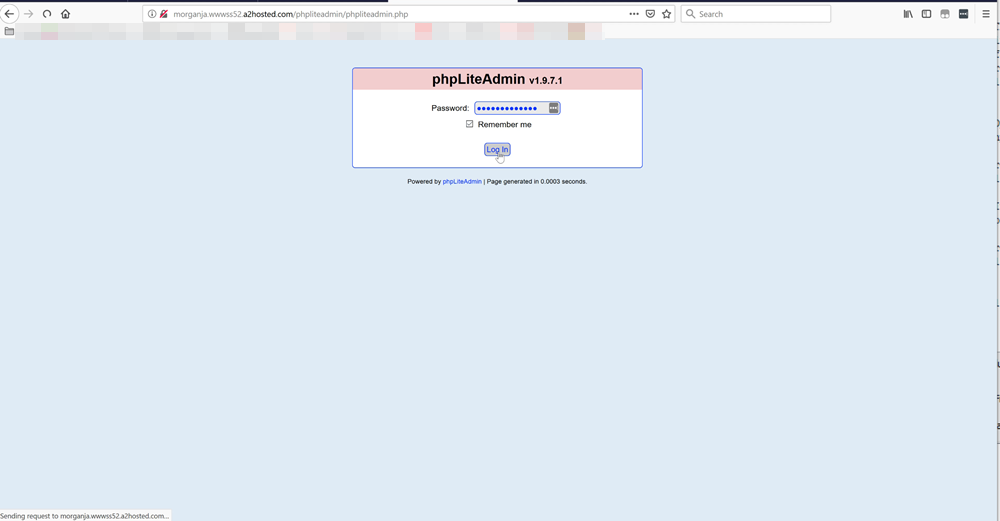 morganja.wwwss52.a2hosted.com/phpliteadmin/phpliteadmin.php
Search
phpLiteAdmin v1.9.7.1
Password:
Remember me
Log In
Powered by phpLiteAdmin | Page generated in 0.0003 seconds.
Sending request to morganja.wwwss52.a2hosted.com...